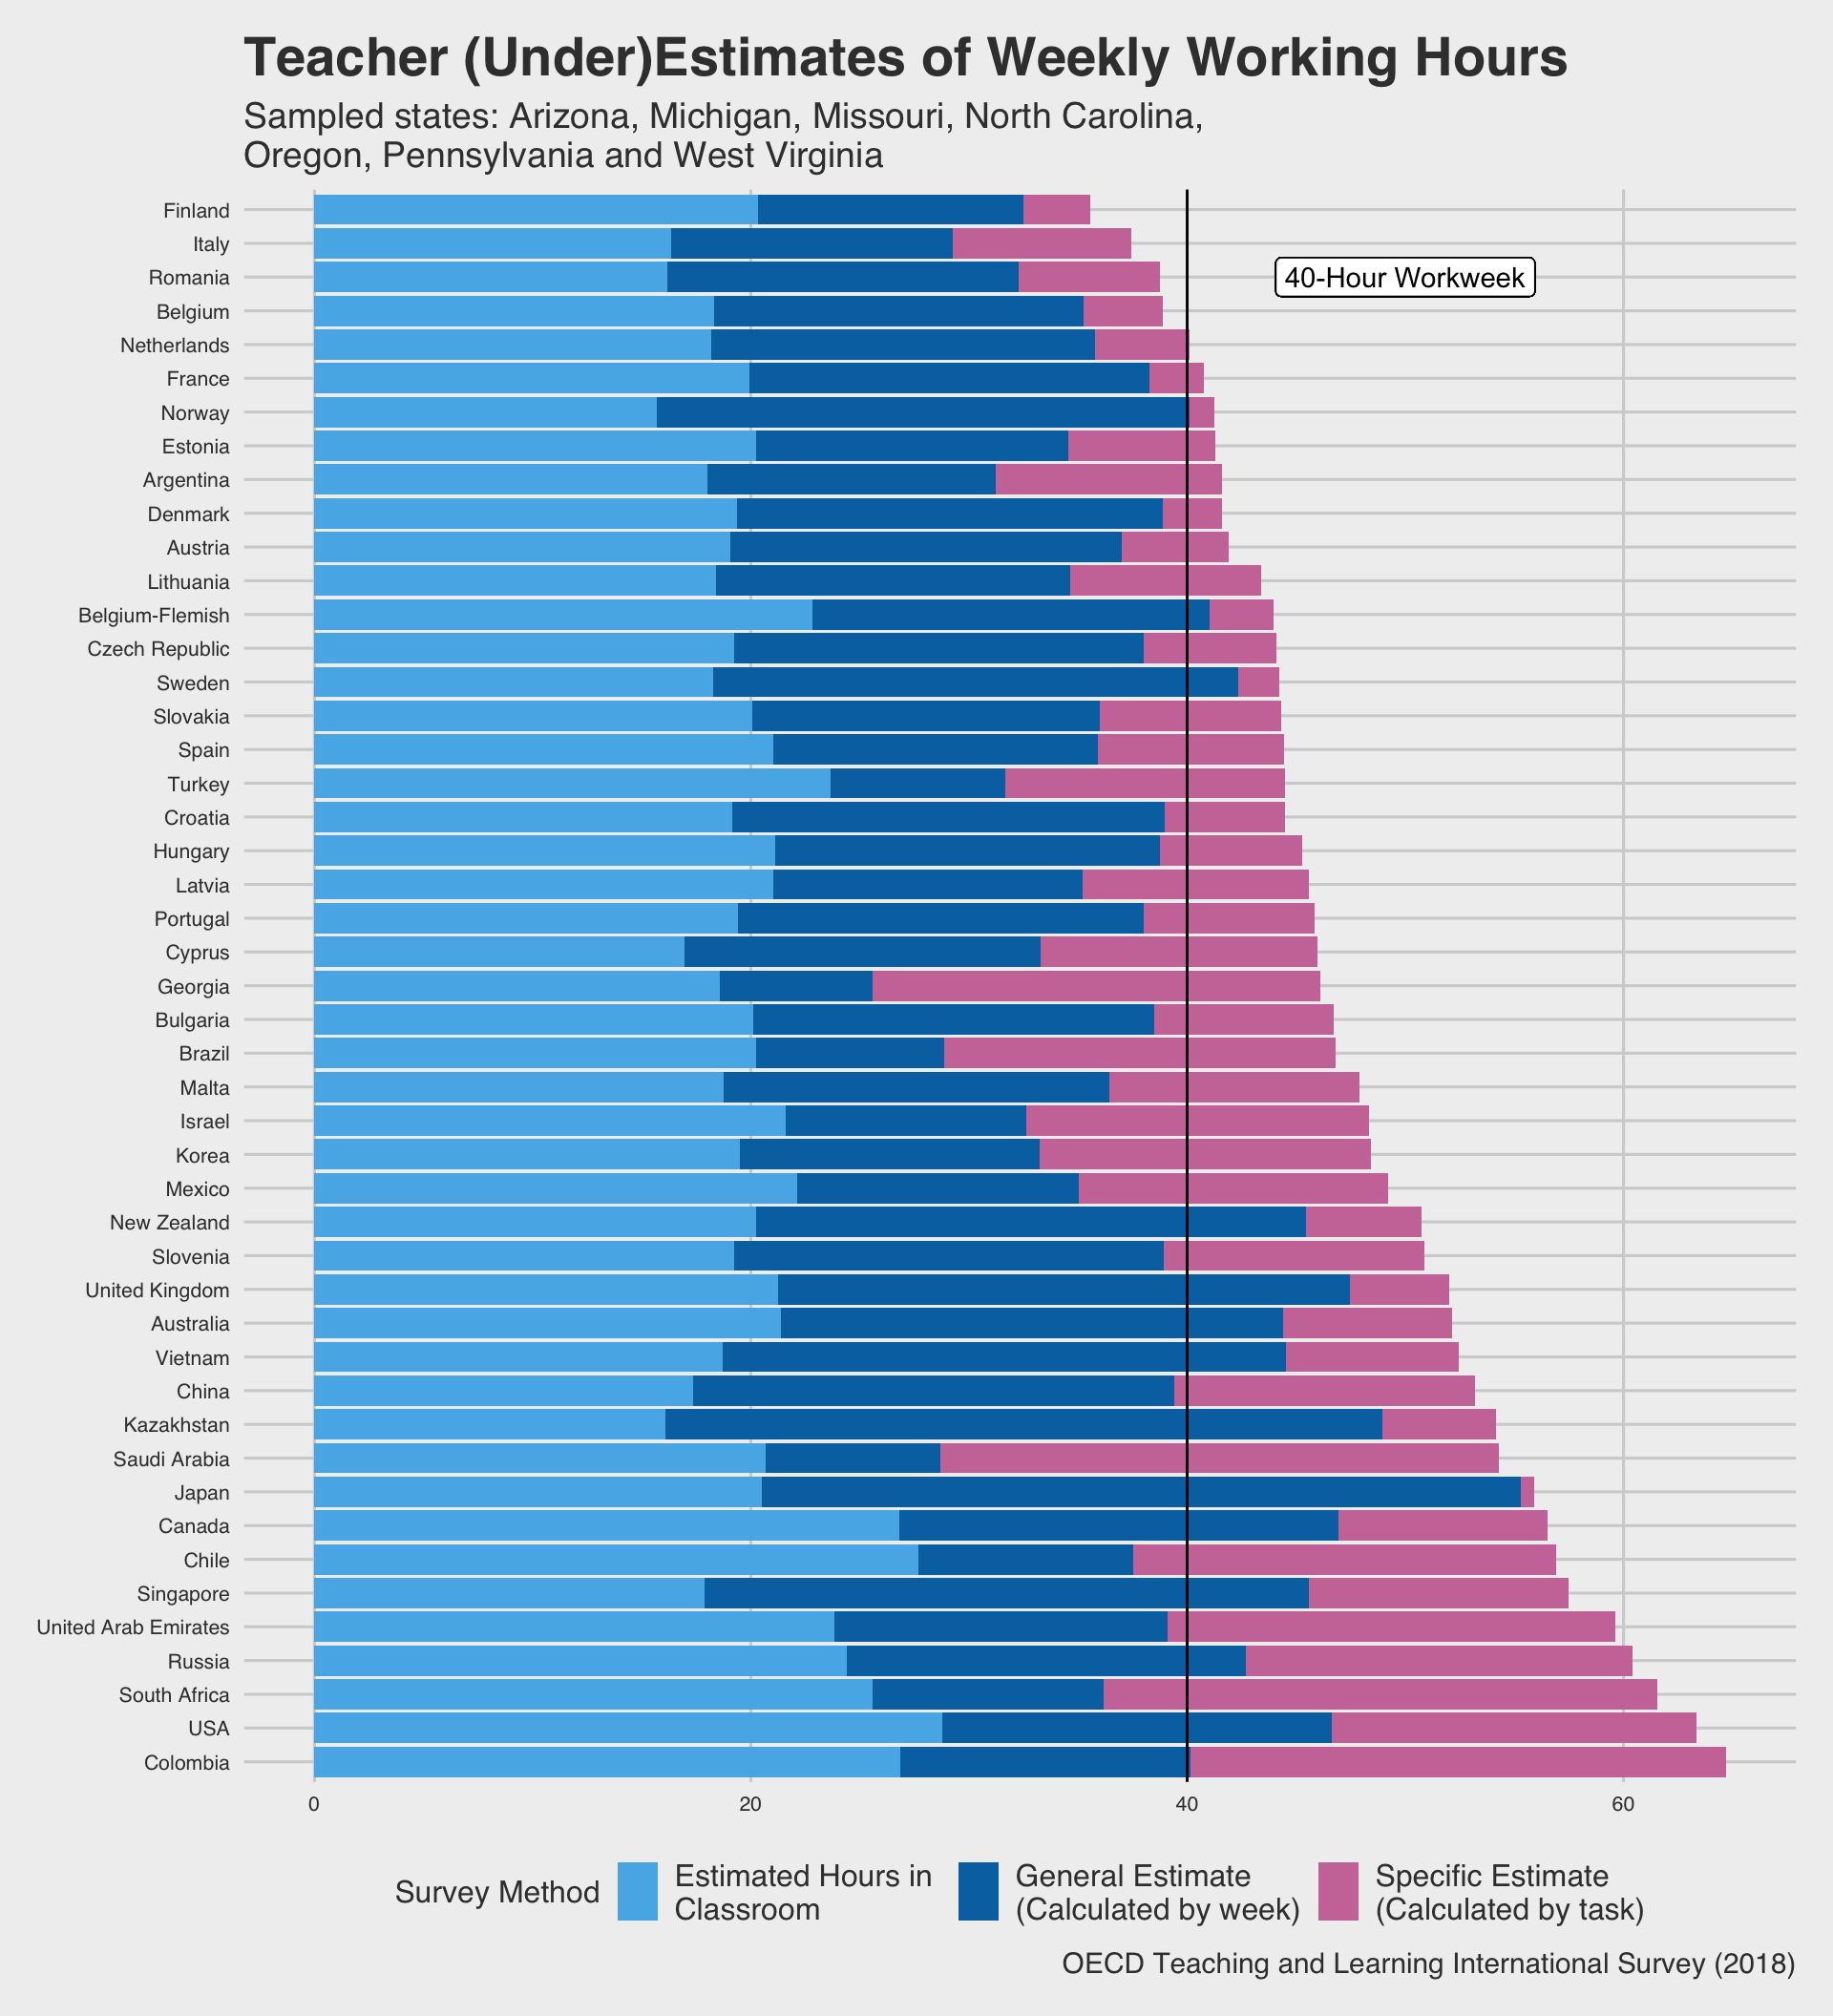 Teacher (Under)Estimates of Weekly Working Hours
Sampled states: Arizona, Michigan, Missouri, North Carolina,
Oregon, Pennsylvania and West Virginia
Finland
Italy
Romania
40-Hour Workweek
Belgium
Netherlands
France
Norway
Estonia
Argentina
Denmark
Austria
Lithuania
Belgium-Flemish
Czech Republic
Sweden
Slovakia
Spain
Turkey
Croatia
Hungary
Latvia
Portugal
Cyprus
Georgia
Bulgaria
Brazil
Malta
Israel
Korea
Mexico
New Zealand
Slovenia
United Kingdom
Australia
Vietnam
China
Kazakhstan
Saudi Arabia
Japan
Canada
Chile
Singapore
United Arab Emirates
Russia
South Africa
USA
Colombia
0 20 40 60
Survey Method
Estimated Hours in
Classroom
General Estimate
(Calculated by week)
Specific Estimate
(Calculated by task)
OECD Teaching and Learning International Survey (2018)